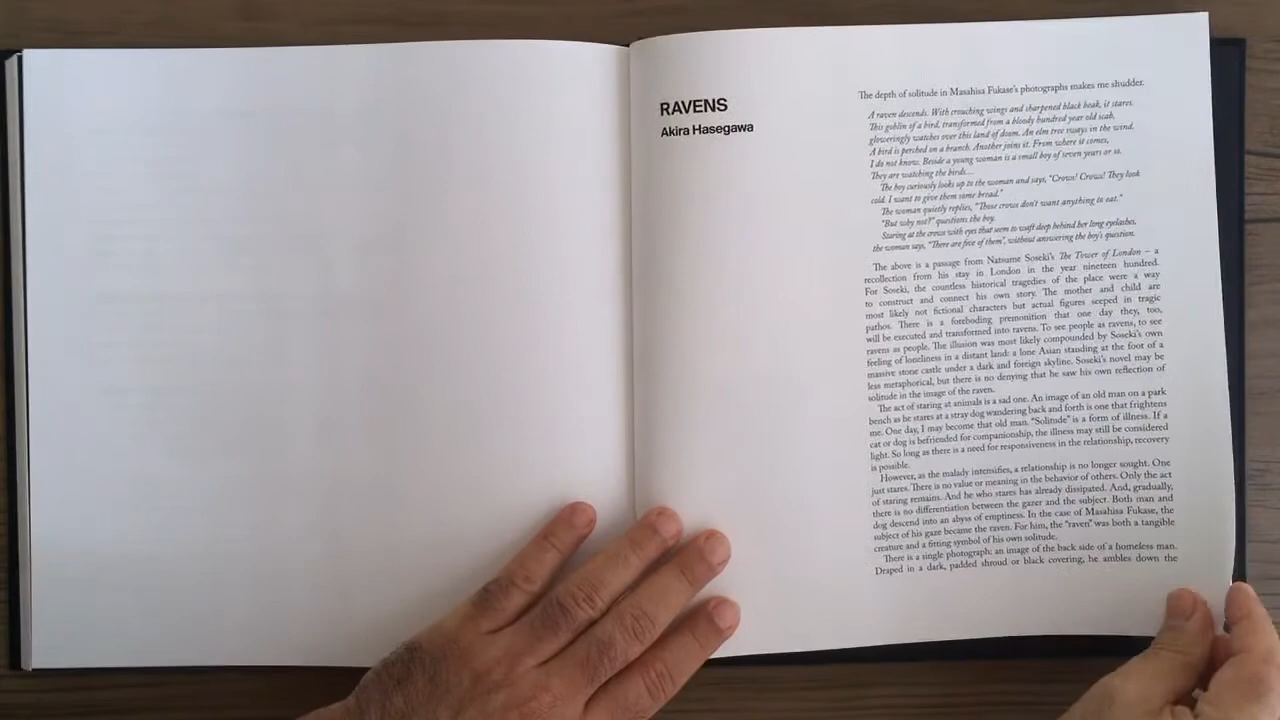 RAVENS
Akira Hasegawa
The depth of solitude in Masahisa Fukase's photographs makes me shudder.
A raven descends. With crouching wings and sharpened black beak, it stares.
This goblin of a bird, transformed from a bloody hundred year old scab,
gloweringly watches over this land of doom. An elm tree sways in the wind.
A bird is perched on a branch. Another joins it. From where it comes,
I do not know. Beside a young woman is a small boy of seven years or so.
They are watching the birds...
The boy curiously looks up to the woman and says, "Crows! Crows! They look
cold. I want to give them some bread."
The woman quietly replies, "Those crows don't want anything to eat."
"But why not?" questions the boy.
Staring at the crows with eyes that seem to waft deep behind her long eyelashes,
the woman says, "There are five of them", without answering the boy's question.
The above is a passage from Natsume Soseki's The Tower of London – a
recollection from his stay in London in the year nineteen hundred.
For Soseki, the countless historical tragedies of the place were a way
to construct and connect his own story. The mother and child are
most likely not fictional characters but actual figures seeped in tragic
pathos. There is a foreboding premonition that one day they, too,
will be executed and transformed into ravens. To see people as ravens, to see
ravens as people. The illusion was most likely compounded by Soseki's own
feeling of loneliness in a distant land: a lone Asian standing at the foot of a
massive stone castle under a dark and foreign skyline. Soseki's novel may be
less metaphorical, but there is no denying that he saw his own reflection of
solitude in the image of the raven.
The act of staring at animals is a sad one. An image of an old man on a park
bench as he stares at a stray dog wandering back and forth is one that frightens
me. One day, I may become that old man. "Solitude" is a form of illness. If a
cat or dog is befriended for companionship, the illness may still be considered
light. So long as there is a need for responsiveness in the relationship, recovery
is possible.
However, as the malady intensifies, a relationship is no longer sought. One
just stares. There is no value or meaning in the behavior of others. Only the act
of staring remains. And he who stares has already dissipated. And, gradually,
there is no differentiation between the gazer and the subject. Both man and
dog descend into an abyss of emptiness. In the case of Masahisa Fukase, the
subject of his gaze became the raven. For him, the "raven" was both a tangible
creature and a fitting symbol of his own solitude.
There is a single photograph: an image of the back side of a homeless man.
Draped in a dark, padded shroud or black covering, he ambles down the